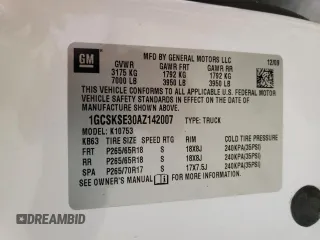 GM
MFD BY GENERAL MOTORS LLC
12/09
GVWR GAWR FRT GAWR RR
3175 KG 1792 KG 1792 KG
7000 LB 3950 LB 3950 LB
THIS VEHICLE CONFORMS TO ALL APPLICABLE U.S. FEDERAL
MOTOR VEHICLE SAFETY STANDARDS IN EFFECT ON THE DATE OF
MANUFACTURE SHOWN ABOVE.
1GCSKSE30AZ142007 TYPE: TRUCK
MODEL: K10753
KB63 TIRE SIZE SPEED RTG RIM COLD TIRE PRESSURE
FRT P265/65R18 S 18X8J 240KPA(35PSI)
RR P265/65R18 S 18X8J 240KPA(35PSI)
SPA P265/70R17 S 17X7.5J 240KPA(35PSI)
SEE OWNER'S MANUAL FOR ADDITIONAL INFORMATION.
AUTOBIDMASTER